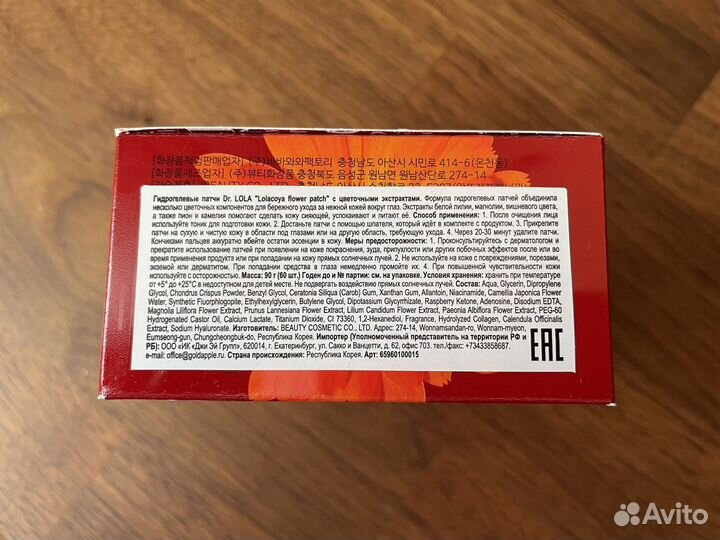 [화장품책임판매업자] (주)바바와와팩토리 충청남도 아산시 시민로 414-6(온천동)
[화장품제조업자] (주)뷰티화장품 충청북도 음성군 원남면 원남산단로 274-14
Гидрогелевые патчи Dr. LOLA "Lolacoya flower patch" с цветочными экстрактами. Формула гидрогелевых патчей объединила
несколько цветочных компонентов для бережного ухода за нежной кожей вокруг глаз. Экстракты белой лилии, магнолии, вишневого цвета,
а также пион и камелия помогают сделать кожу сияющей, успокаивают и питают её. Способ применения: 1. После очищения лица
используйте тоник для подготовки кожи. 2. Достаньте патчи с помощью шпателя, который идёт в комплекте с продуктом. 3. Прикрепите
патчи на сухую и чистую кожу в области под глазами или на другую область, требующую ухода. 4. Через 20-30 минут удалите патчи.
Кончиками пальцев аккуратно вбейте остатки эссенции в кожу. Меры предосторожности: 1. Проконсультируйтесь с дерматологом и
прекратите использование патчей при появлении на коже покраснения, зуда, припухлости или других побочных эффектов после или во
время применения продукта или при попадании на кожу прямых солнечных лучей. 2. Не используйте на коже с повреждениями, порезами,
экземой или дерматитом. При попадании средства в глаза немедленно промойте их. 4. При повышенной чувствительности кожи
используйте с осторожностью. Масса: 90 г (60 шт.) Годен до и № партии: см. на упаковке. Условия хранения: хранить при температуре
от +5° до +25°С в недоступном для детей месте. Не подвергать воздействию прямых солнечных лучей. Состав: Aqua, Glycerin, Dipropylene
Glycol, Chondrus Crispus Powder, Benzyl Glycol, Ceratonia Siliqua (Carob) Gum, Xanthan Gum, Allantoin, Niacinamide, Camellia Japonica Flower
Water, Synthetic Fluorphlogopite, Ethylhexylglycerin, Butylene Glycol, Dipotassium Glycyrrhizate, Raspberry Ketone, Adenosine, Disodium EDTA,
Magnolia Liliflora Flower Extract, Prunus Lannesiana Flower Extract, Lilium Candidum Flower Extract, Paeonia Albiflora Flower Extract, PEG-60
Hydrogenated Castor Oil, Calcium Lactate, Titanium Dioxide, CI 73360, 1,2-Hexanediol, Fragrance, Hydrolyzed Collagen, Calendula Officinalis
Extract, Sodium Hyaluronate. Изготовитель: BEAUTY COSMETIC CO., LTD. Адрес: 274-14, Wonnamsandan-ro, Wonnam-myeon,
Eumseong-gun, Chungcheongbuk-do, Республика Корея. Импортер (Уполномоченный представитель на территории РФ и
РБ): ООО «ИК «Джи Эй Групп», 620014, г. Екатеринбург, ул. Сакко и Ванцетти, д. 62, офис 703. тел./факс: +73433858687.
e-mail: office@goldapple.ru. Страна происхождения: Республика Корея. Арт. 65960100015
EAC
Avito